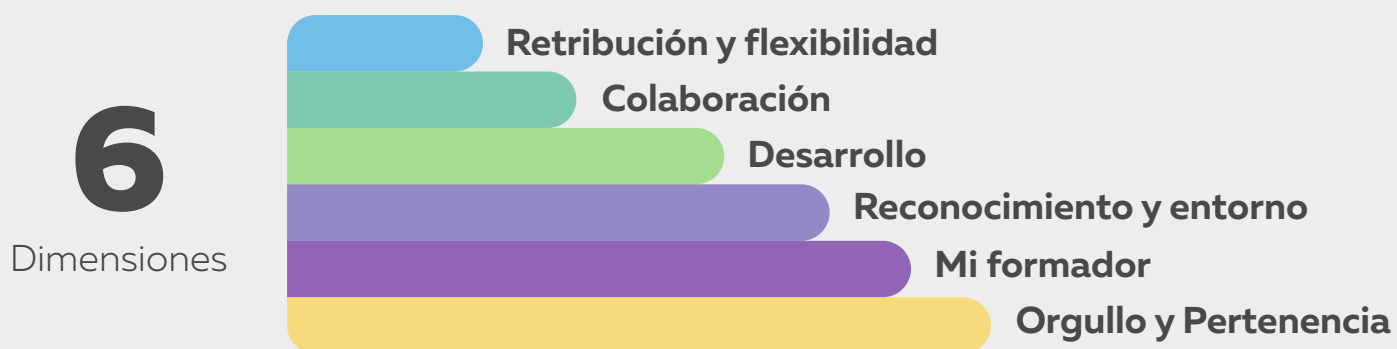 6
Dimensiones
Retribución y flexibilidad
Colaboración
Desarrollo
Reconocimiento y entorno
Mi formador
Orgullo y Pertenencia